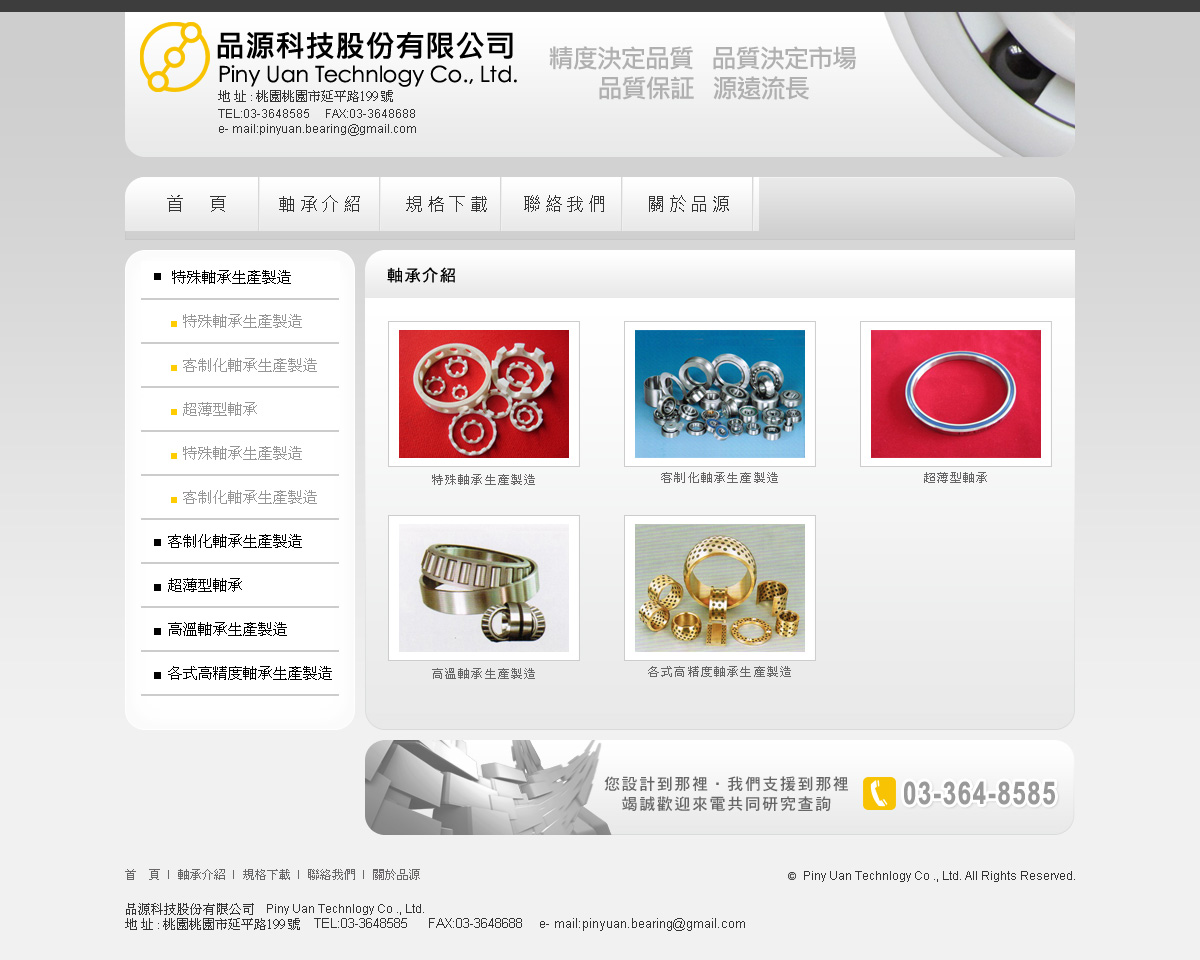 品源科技股份有限公司
Piny Uan Technlogy Co., Ltd.
地 址 : 桃園桃園市延平路199號
TEL:03-3648585 FAX:03-3648688
e- mail:pinyuan.bearing@gmail.com
精度決定品質 品質決定市場
品質保証 源遠流長
首 頁 軸承介紹 規格下載 聯絡我們 關於品源
特殊軸承生產製造
特殊軸承生產製造
客制化軸承生產製造
超薄型軸承
特殊軸承生產製造
客制化軸承生產製造
客制化軸承生產製造
超薄型軸承
高溫軸承生產製造
各式高精度軸承生產製造
軸承介紹
特殊軸承生產製造
客制化軸承生產製造
超薄型軸承
高溫軸承生產製造
各式高精度軸承生產製造
您設計到那裡・我們支援到那裡
竭誠歡迎來電共同研究查詢
03-364-8585
首 頁 | 軸承介紹 | 規格下載 | 聯絡我們 | 關於品源
© Piny Uan Technlogy Co ., Ltd. All Rights Reserved.
品源科技股份有限公司 Piny Uan Technlogy Co ., Ltd.
地 址 : 桃園桃園市延平路199號 TEL:03-3648585 FAX:03-3648688 e- mail:pinyuan.bearing@gmail.com